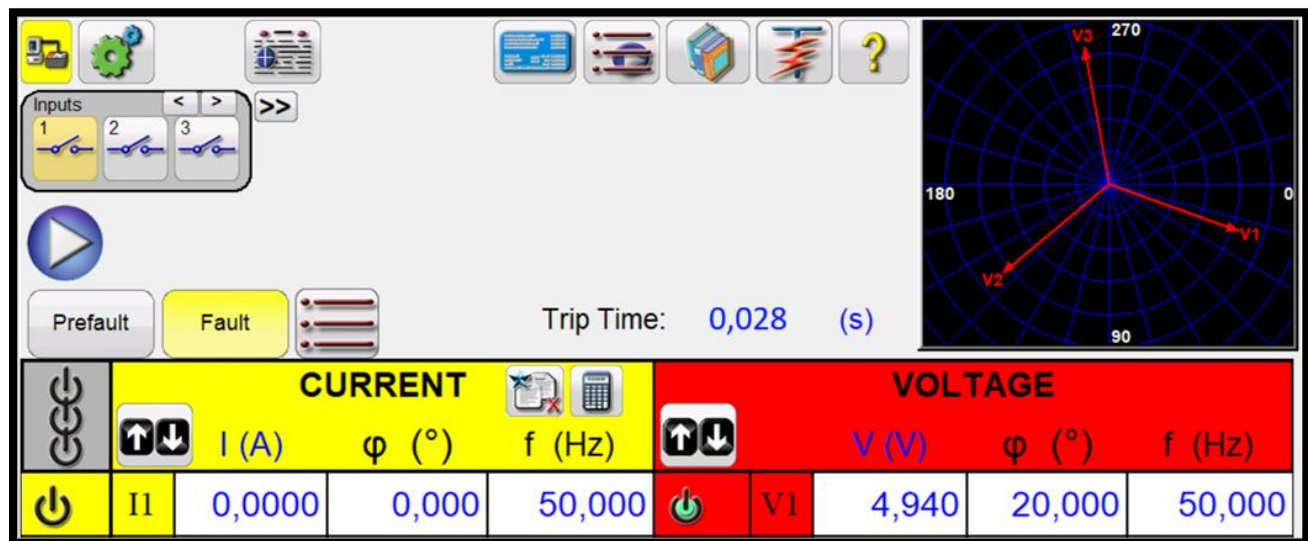 Inputs
< >
>>
1
2
3
V3
270
180
0
V1
V2
90
?
Prefault
Fault
Trip Time: 0,028 (s)
CURRENT
VOLTAGE
I (A) φ (°) f (Hz)
V (V) φ (°) f (Hz)
I1 0,0000 0,000 50,000
V1 4,940 20,000 50,000